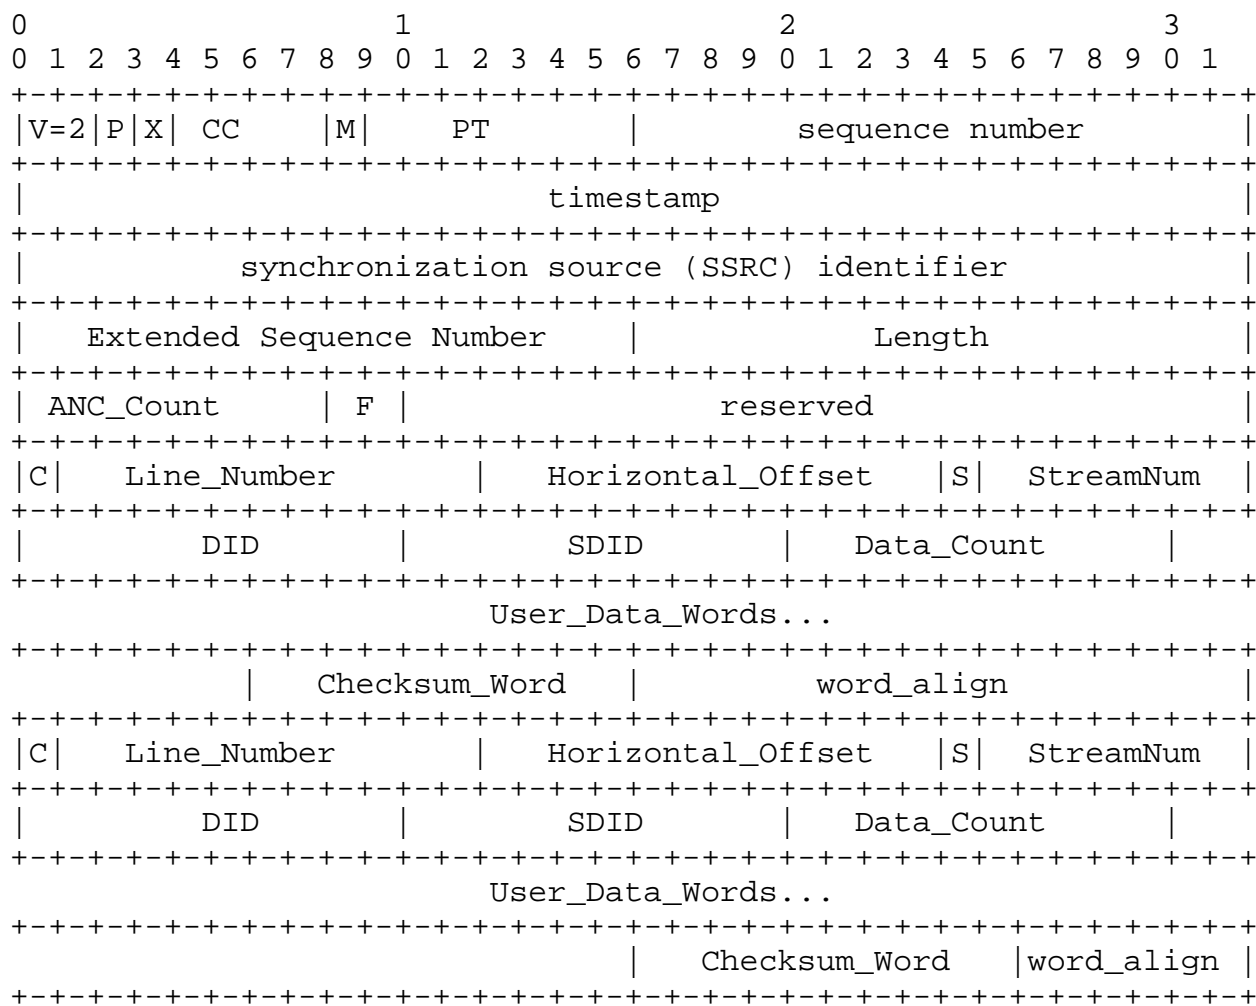 0                   1                   2                   3
0 1 2 3 4 5 6 7 8 9 0 1 2 3 4 5 6 7 8 9 0 1 2 3 4 5 6 7 8 9 0 1
+-+-+-+-+-+-+-+-+-+-+-+-+-+-+-+-+-+-+-+-+-+-+-+-+-+-+-+-+-+-+-+-+
|V=2|P|X| CC    |M|    PT       |        sequence number        |
+-+-+-+-+-+-+-+-+-+-+-+-+-+-+-+-+-+-+-+-+-+-+-+-+-+-+-+-+-+-+-+-+
|                           timestamp                           |
+-+-+-+-+-+-+-+-+-+-+-+-+-+-+-+-+-+-+-+-+-+-+-+-+-+-+-+-+-+-+-+-+
|           synchronization source (SSRC) identifier            |
+-+-+-+-+-+-+-+-+-+-+-+-+-+-+-+-+-+-+-+-+-+-+-+-+-+-+-+-+-+-+-+-+
|   Extended Sequence Number    |            Length             |
+-+-+-+-+-+-+-+-+-+-+-+-+-+-+-+-+-+-+-+-+-+-+-+-+-+-+-+-+-+-+-+-+
| ANC_Count     | F |                reserved                   |
+-+-+-+-+-+-+-+-+-+-+-+-+-+-+-+-+-+-+-+-+-+-+-+-+-+-+-+-+-+-+-+-+
|C|   Line_Number       |   Horizontal_Offset   |S|  StreamNum  |
+-+-+-+-+-+-+-+-+-+-+-+-+-+-+-+-+-+-+-+-+-+-+-+-+-+-+-+-+-+-+-+-+
|         DID       |        SDID       |   Data_Count      |
+-+-+-+-+-+-+-+-+-+-+-+-+-+-+-+-+-+-+-+-+-+-+-+-+-+-+-+-+-+-+-+-+
                         User_Data_Words...
+-+-+-+-+-+-+-+-+-+-+-+-+-+-+-+-+-+-+-+-+-+-+-+-+-+-+-+-+-+-+-+-+
            |   Checksum_Word   |         word_align            |
+-+-+-+-+-+-+-+-+-+-+-+-+-+-+-+-+-+-+-+-+-+-+-+-+-+-+-+-+-+-+-+-+
|C|   Line_Number       |   Horizontal_Offset   |S|  StreamNum  |
+-+-+-+-+-+-+-+-+-+-+-+-+-+-+-+-+-+-+-+-+-+-+-+-+-+-+-+-+-+-+-+-+
|         DID       |        SDID       |   Data_Count      |
+-+-+-+-+-+-+-+-+-+-+-+-+-+-+-+-+-+-+-+-+-+-+-+-+-+-+-+-+-+-+-+-+
                         User_Data_Words...
+-+-+-+-+-+-+-+-+-+-+-+-+-+-+-+-+-+-+-+-+-+-+-+-+-+-+-+-+-+-+-+-+
                                |   Checksum_Word   |word_align |
+-+-+-+-+-+-+-+-+-+-+-+-+-+-+-+-+-+-+-+-+-+-+-+-+-+-+-+-+-+-+-+-+